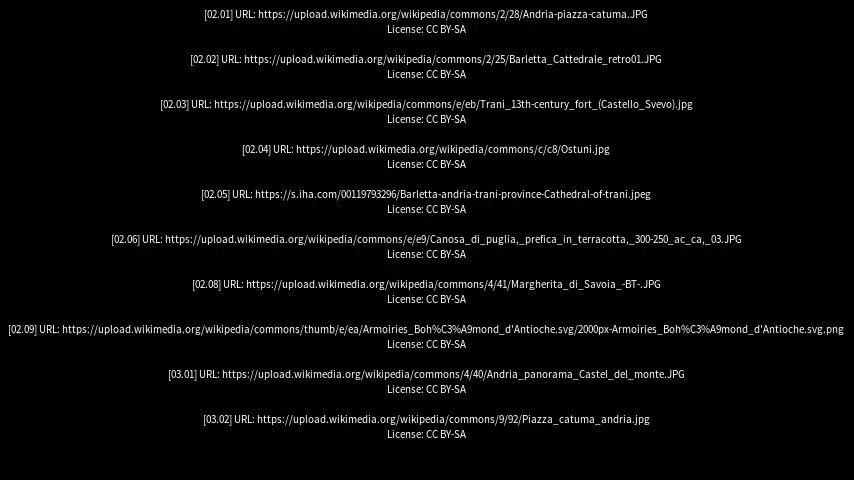 [02.01] URL: https://upload.wikimedia.org/wikipedia/commons/2/28/Andria-piazza-catuma.JPG
License: CC BY-SA
[02.02] URL: https://upload.wikimedia.org/wikipedia/commons/2/25/Barletta_Cattedrale_retro01.JPG
License: CC BY-SA
[02.03] URL: https://upload.wikimedia.org/wikipedia/commons/e/eb/Trani_13th-century_fort_(Castello_Svevo).jpg
License: CC BY-SA
[02.04] URL: https://upload.wikimedia.org/wikipedia/commons/c/c8/Ostuni.jpg
License: CC BY-SA
[02.05] URL: https://s.iha.com/00119793296/Barletta-andria-trani-province-Cathedral-of-trani.jpeg
License: CC BY-SA
[02.06] URL: https://upload.wikimedia.org/wikipedia/commons/e/e9/Canosa_di_puglia,_prefica_in_terracotta,_300-250_ac_ca,_03.JPG
License: CC BY-SA
[02.08] URL: https://upload.wikimedia.org/wikipedia/commons/4/41/Margherita_di_Savoia_-BT-.JPG
License: CC BY-SA
[02.09] URL: https://upload.wikimedia.org/wikipedia/commons/thumb/e/ea/Armoiries_Boh%C3%A9mond_d'Antioche.svg/2000px-Armoiries_Boh%C3%A9mond_d'Antioche.svg.png
License: CC BY-SA
[03.01] URL: https://upload.wikimedia.org/wikipedia/commons/4/40/Andria_panorama_Castel_del_monte.JPG
License: CC BY-SA
[03.02] URL: https://upload.wikimedia.org/wikipedia/commons/9/92/Piazza_catuma_andria.jpg
License: CC BY-SA